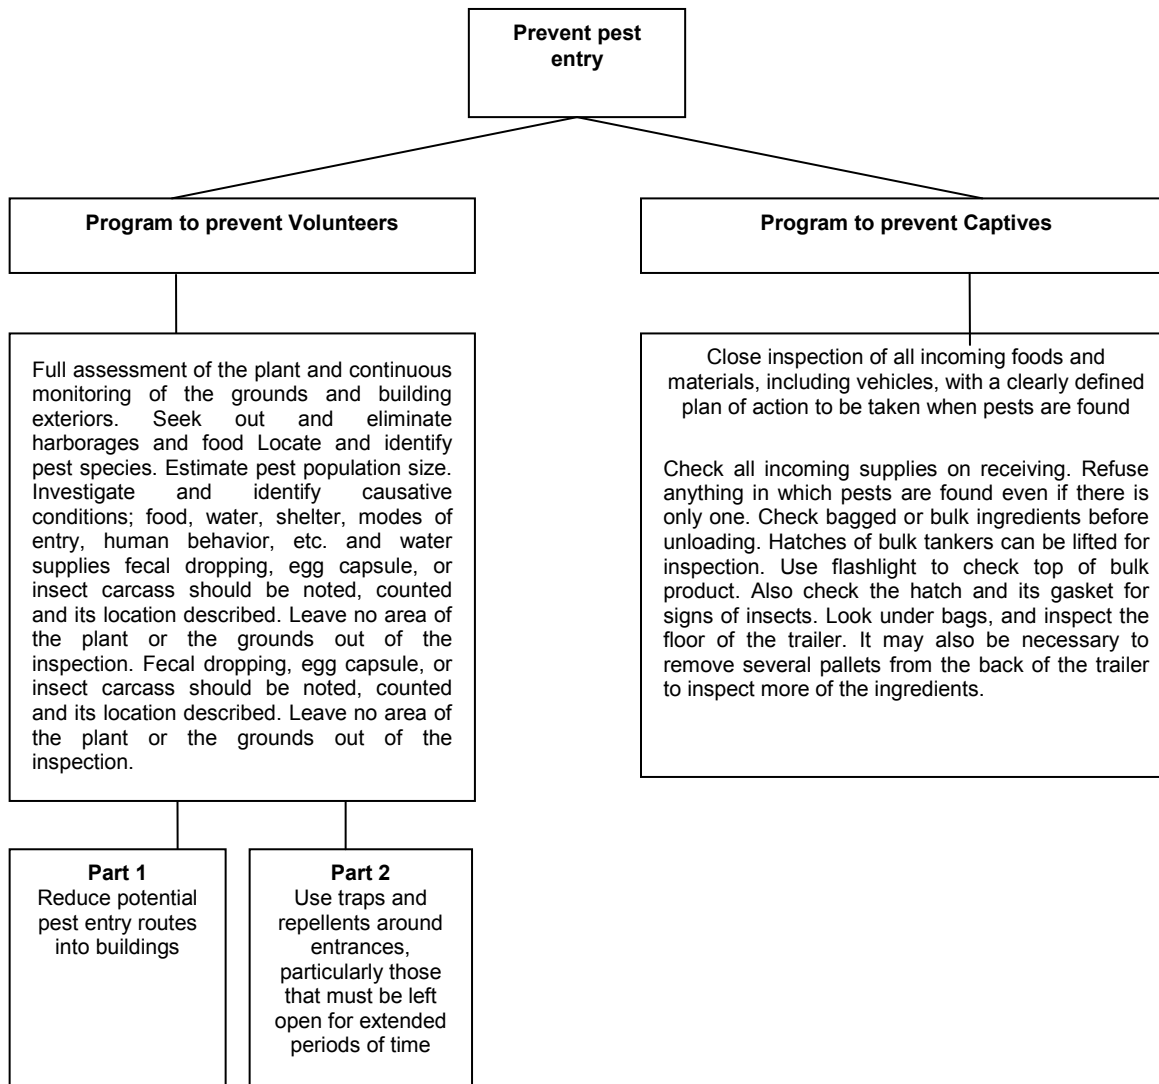 Prevent pest
entry
Program to prevent Volunteers
Program to prevent Captives
Full assessment of the plant and continuous
monitoring of the grounds and building
exteriors. Seek out and eliminate
harborages and food Locate and identify
pest species. Estimate pest population size.
Investigate and identify causative
conditions; food, water, shelter, modes of
entry, human behavior, etc. and water
supplies fecal dropping, egg capsule, or
insect carcass should be noted, counted
and its location described. Leave no area of
the plant or the grounds out of the
inspection. Fecal dropping, egg capsule, or
insect carcass should be noted, counted
and its location described. Leave no area of
the plant or the grounds out of the
inspection.
Close inspection of all incoming foods and
materials, including vehicles, with a clearly defined
plan of action to be taken when pests are found
Check all incoming supplies on receiving. Refuse
anything in which pests are found even if there is
only one. Check bagged or bulk ingredients before
unloading. Hatches of bulk tankers can be lifted for
inspection. Use flashlight to check top of bulk
product. Also check the hatch and its gasket for
signs of insects. Look under bags, and inspect the
floor of the trailer. It may also be necessary to
remove several pallets from the back of the trailer
to inspect more of the ingredients.
Part 1
Reduce potential
pest entry routes
into buildings
Part 2
Use traps and
repellents around
entrances,
particularly those
that must be left
open for extended
periods of time